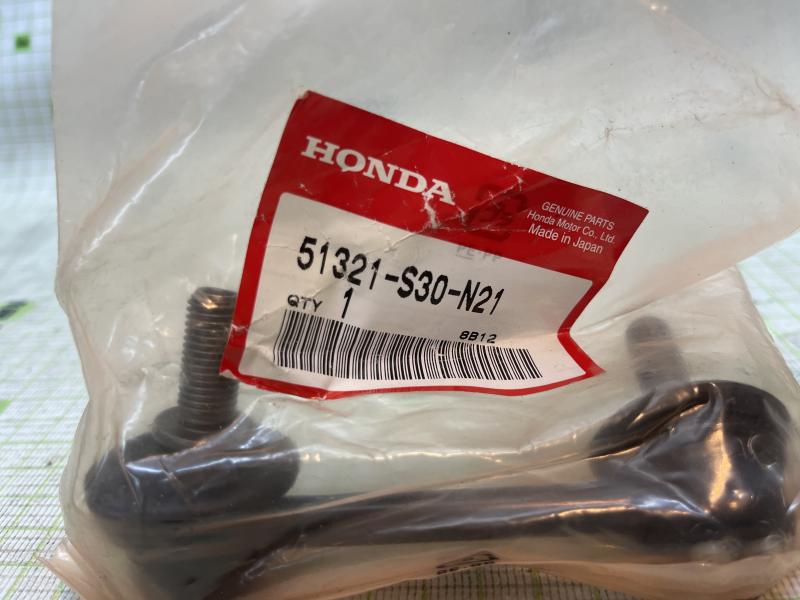 HONDA
GENUINE PARTS
Honda Motor Co., Ltd.
Made in Japan
51321-S30-N21
QTY 1
8B12